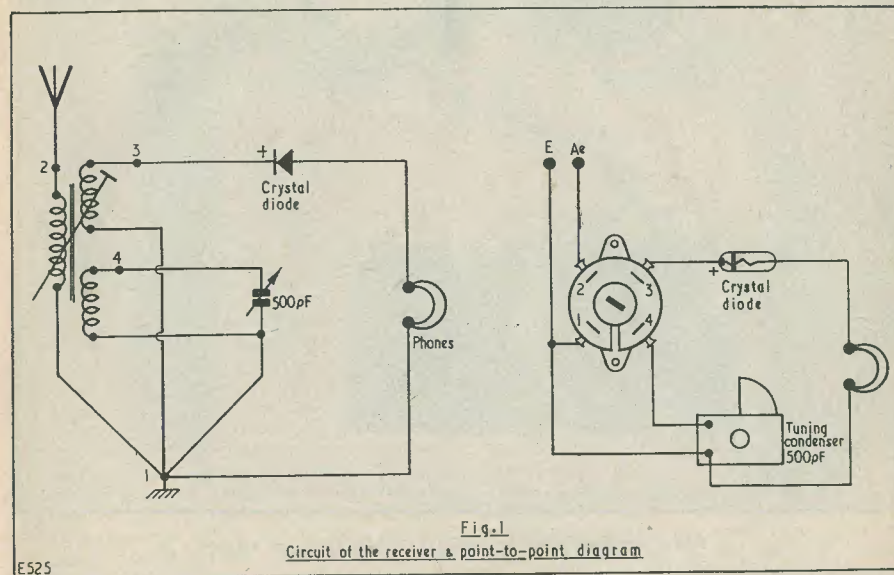 2
3
+
Crystal
diode
4
500pF
Phones
1
E Ae
2
3
1
4
+
Crystal
diode
Tuning
condenser
500pF
Fig.1
Circuit of the receiver & point-to-point diagram
E525